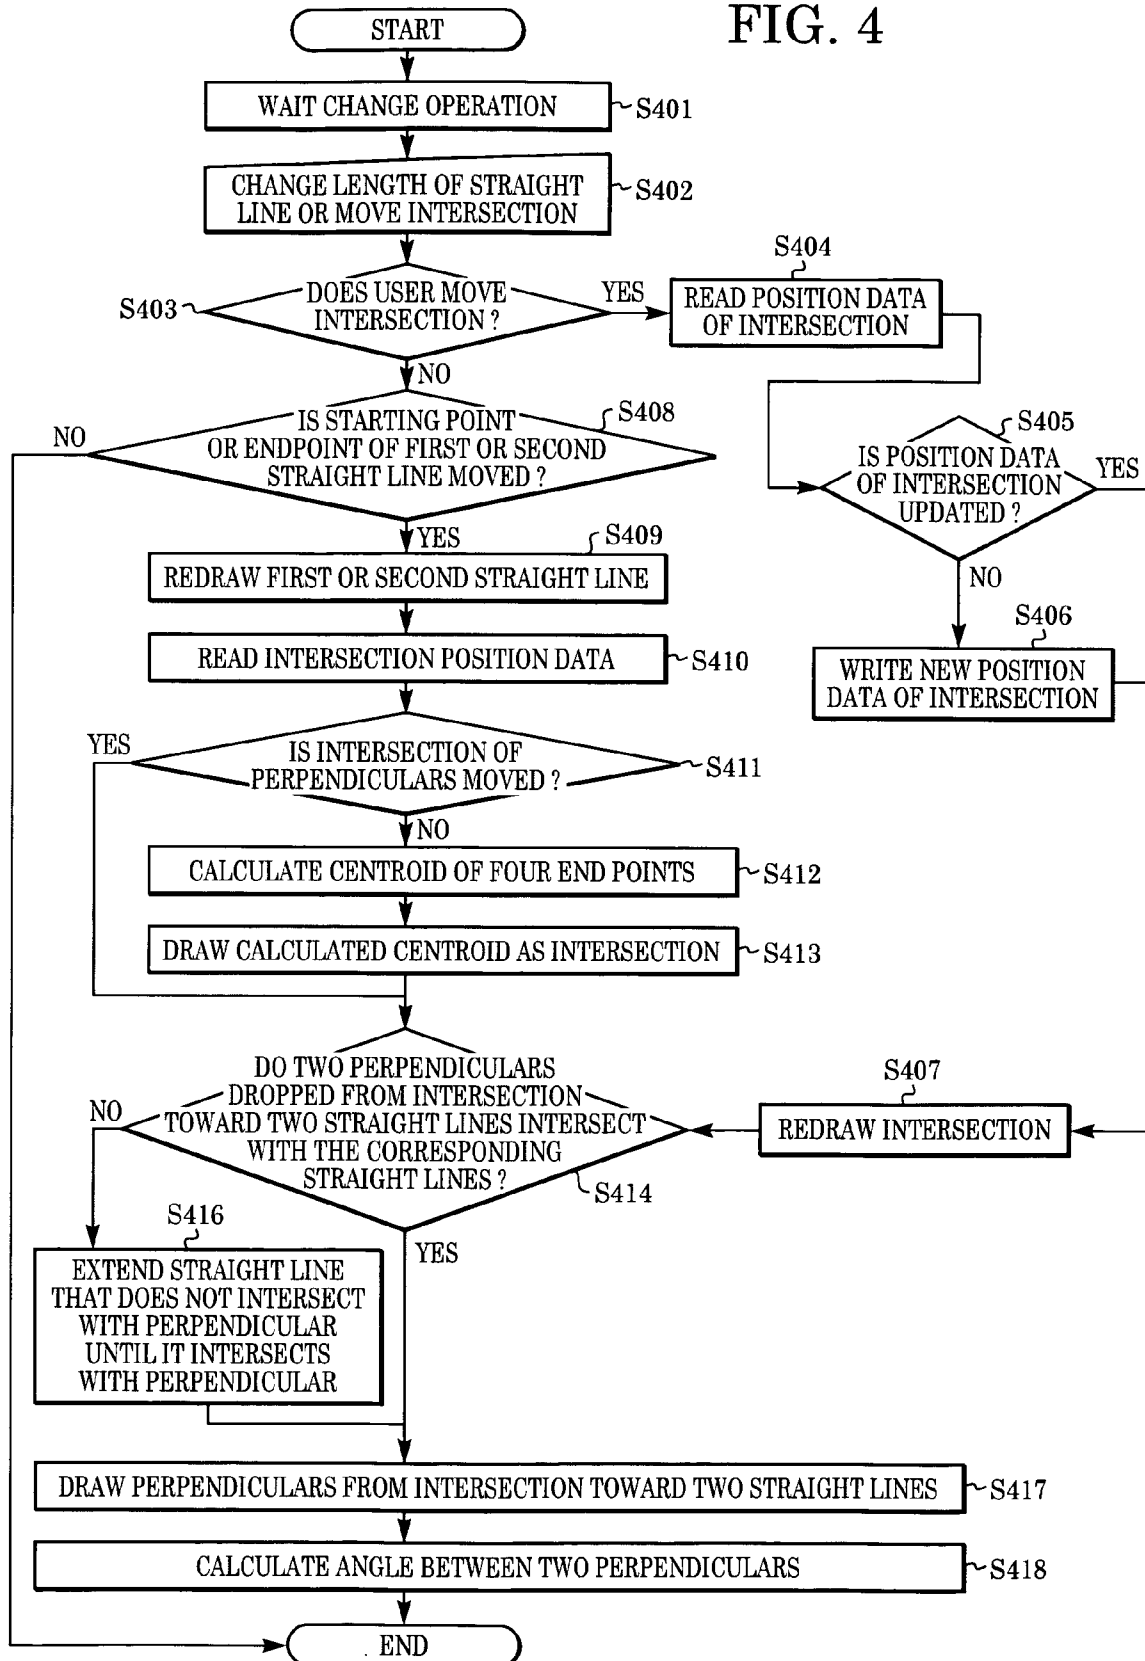 FIG. 4
START
WAIT CHANGE OPERATION
S401
CHANGE LENGTH OF STRAIGHT
LINE OR MOVE INTERSECTION
S402
S403
DOES USER MOVE
INTERSECTION ?
YES
NO
S404
READ POSITION DATA
OF INTERSECTION
S405
IS POSITION DATA
OF INTERSECTION
UPDATED ?
YES
NO
S406
WRITE NEW POSITION
DATA OF INTERSECTION
S408
IS STARTING POINT
OR ENDPOINT OF FIRST OR SECOND
STRAIGHT LINE MOVED ?
NO
YES
S409
REDRAW FIRST OR SECOND STRAIGHT LINE
READ INTERSECTION POSITION DATA
S410
YES
IS INTERSECTION OF
PERPENDICULARS MOVED ?
S411
NO
CALCULATE CENTROID OF FOUR END POINTS
S412
DRAW CALCULATED CENTROID AS INTERSECTION
S413
DO TWO PERPENDICULARS
DROPPED FROM INTERSECTION
TOWARD TWO STRAIGHT LINES INTERSECT
WITH THE CORRESPONDING
STRAIGHT LINES ?
S414
NO
YES
S407
REDRAW INTERSECTION
S416
EXTEND STRAIGHT LINE
THAT DOES NOT INTERSECT
WITH PERPENDICULAR
UNTIL IT INTERSECTS
WITH PERPENDICULAR
DRAW PERPENDICULARS FROM INTERSECTION TOWARD TWO STRAIGHT LINES
S417
CALCULATE ANGLE BETWEEN TWO PERPENDICULARS
S418
END